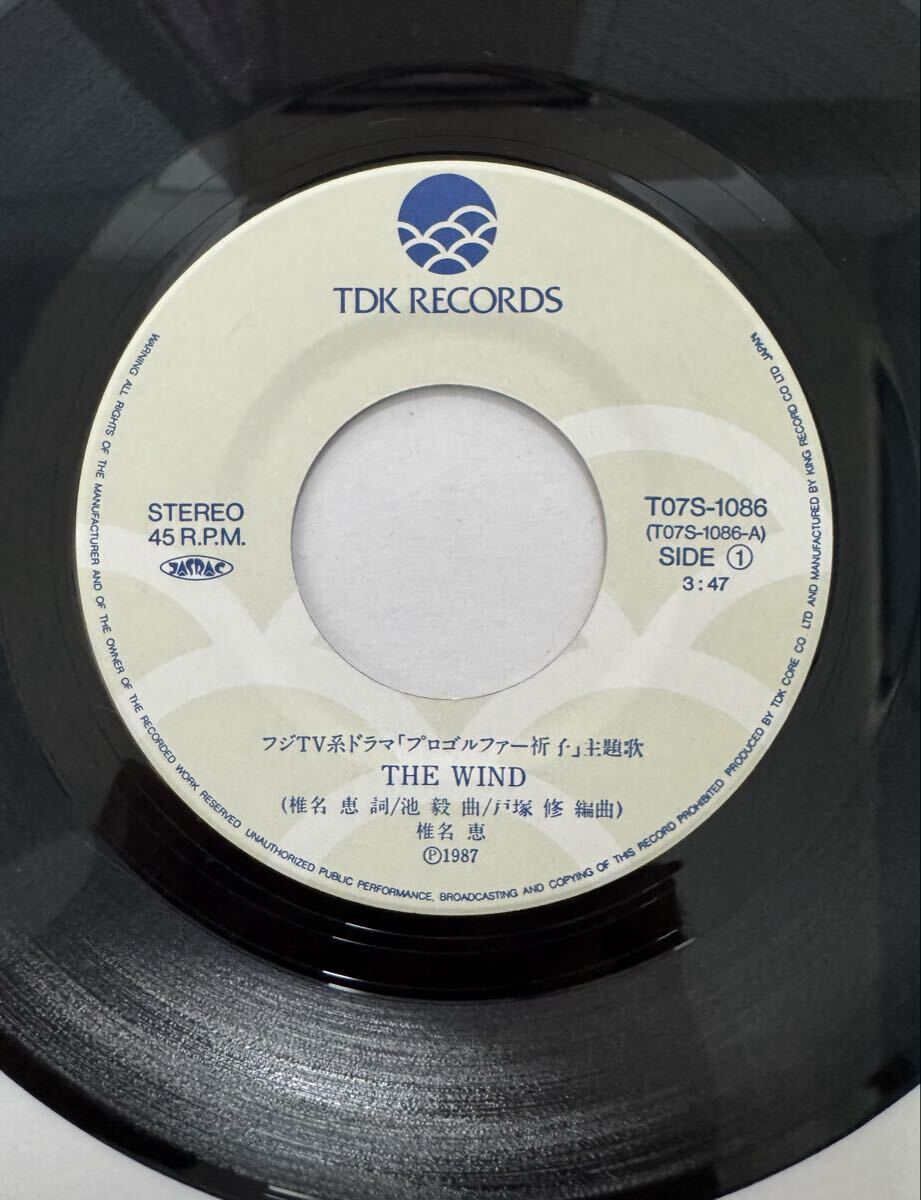 TDK RECORDS
STEREO
45 R.P.M.
JASRAC
T07S-1086
(T07S-1086-A)
SIDE ①
3:47
フジTV系ドラマ「プロゴルファー祈子」主題歌
THE WIND
(椎名 恵 詞/池 毅 曲/戸塚 修 編曲)
椎名 恵
Ⓟ1987
WARNING ALL RIGHTS OF THE MANUFACTURER AND OF THE OWNER OF THE RECORDED WORK RESERVED UNAUTHORIZED PUBLIC PERFORMANCE, BROADCASTING AND COPYING OF THIS RECORD PROHIBITED PRODUCED BY TDK CORE CO. LTD AND MANUFACTURED BY KING RECORD CO LTD JAPAN